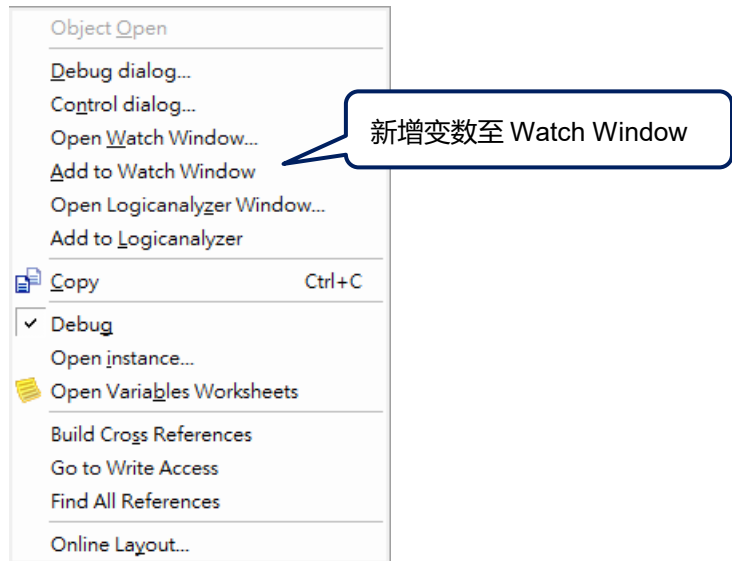 Object Open
Debug dialog...
Control dialog...
Open Watch Window...
Add to Watch Window
新增变数至 Watch Window
Open Logicanalyzer Window...
Add to Logicanalyzer
Copy Ctrl+C
Debug
Open instance...
Open Variables Worksheets
Build Cross References
Go to Write Access
Find All References
Online Layout...